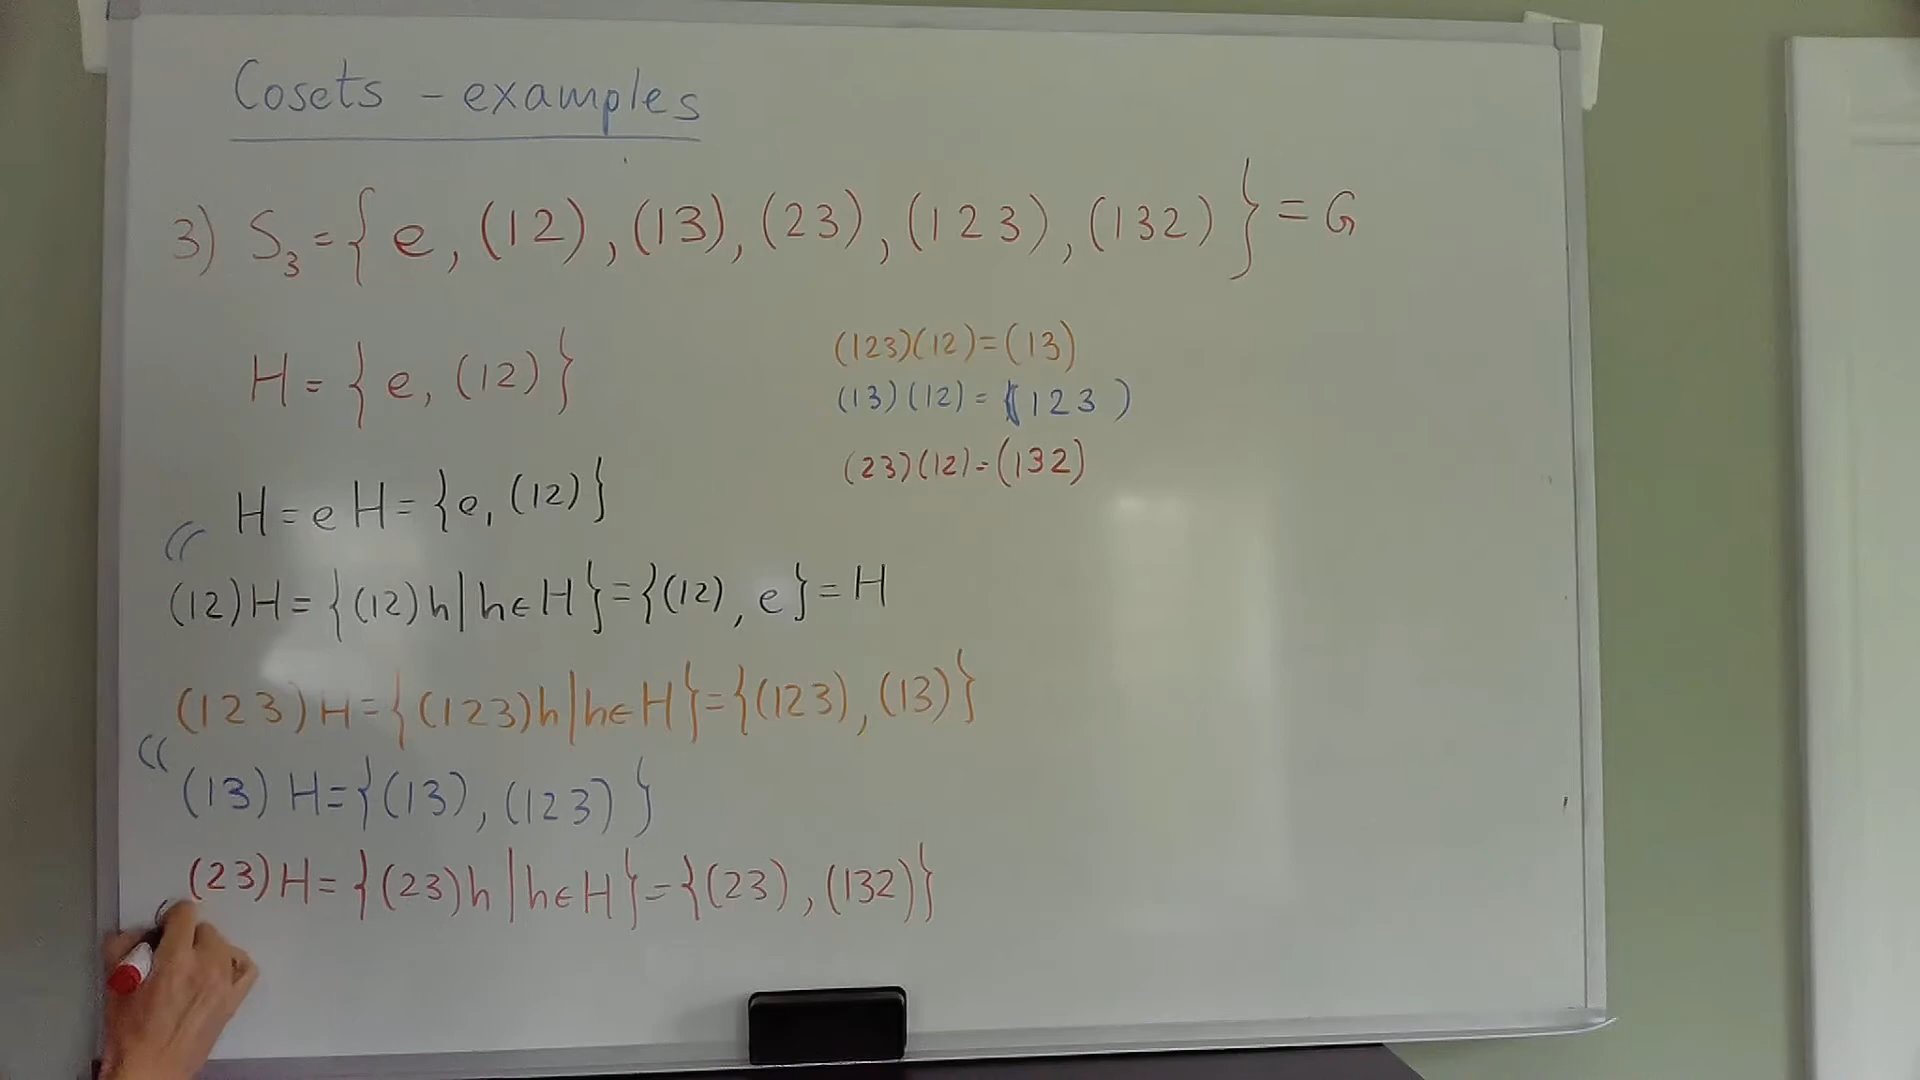 Cosets - examples
3) S₃ = { e, (12), (13), (23), (123), (132) } = G
H = { e, (12) }
(123)(12) = (13)
(13)(12) = (123)
(23)(12) = (132)
H = eH = {e, (12)}
(12)H = {(12)h | h ∈ H} = {(12), e} = H
(123)H = {(123)h | h ∈ H} = {(123), (13)}
(13)H = {(13), (123)}
(23)H = {(23)h | h ∈ H} = {(23), (132)}